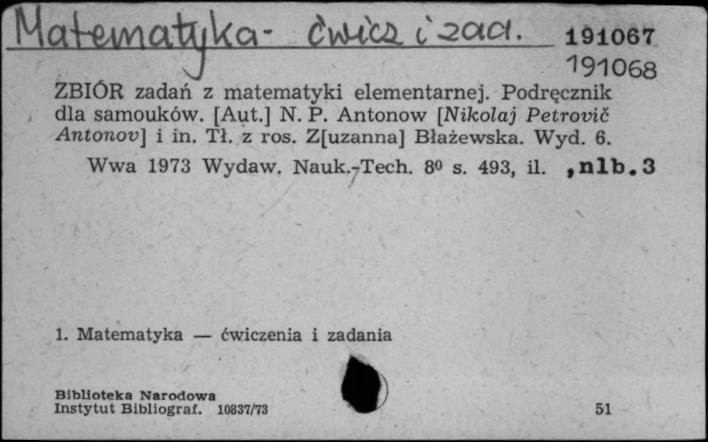 Matematyka - ćwicz i zad. 191067
191068
ZBIÓR zadań z matematyki elementarnej. Podręcznik
dla samouków. [Aut.] N. P. Antonow [Nikolaj Petrovič
Antonov] i in. Tł. z ros. Z[uzanna] Błażewska. Wyd. 6.
Wwa 1973 Wydaw. Nauk.-Tech. 8⁰ s. 493, il. ,nlb.3
1. Matematyka — ćwiczenia i zadania
Biblioteka Narodowa
Instytut Bibliograf. 10837/73 51